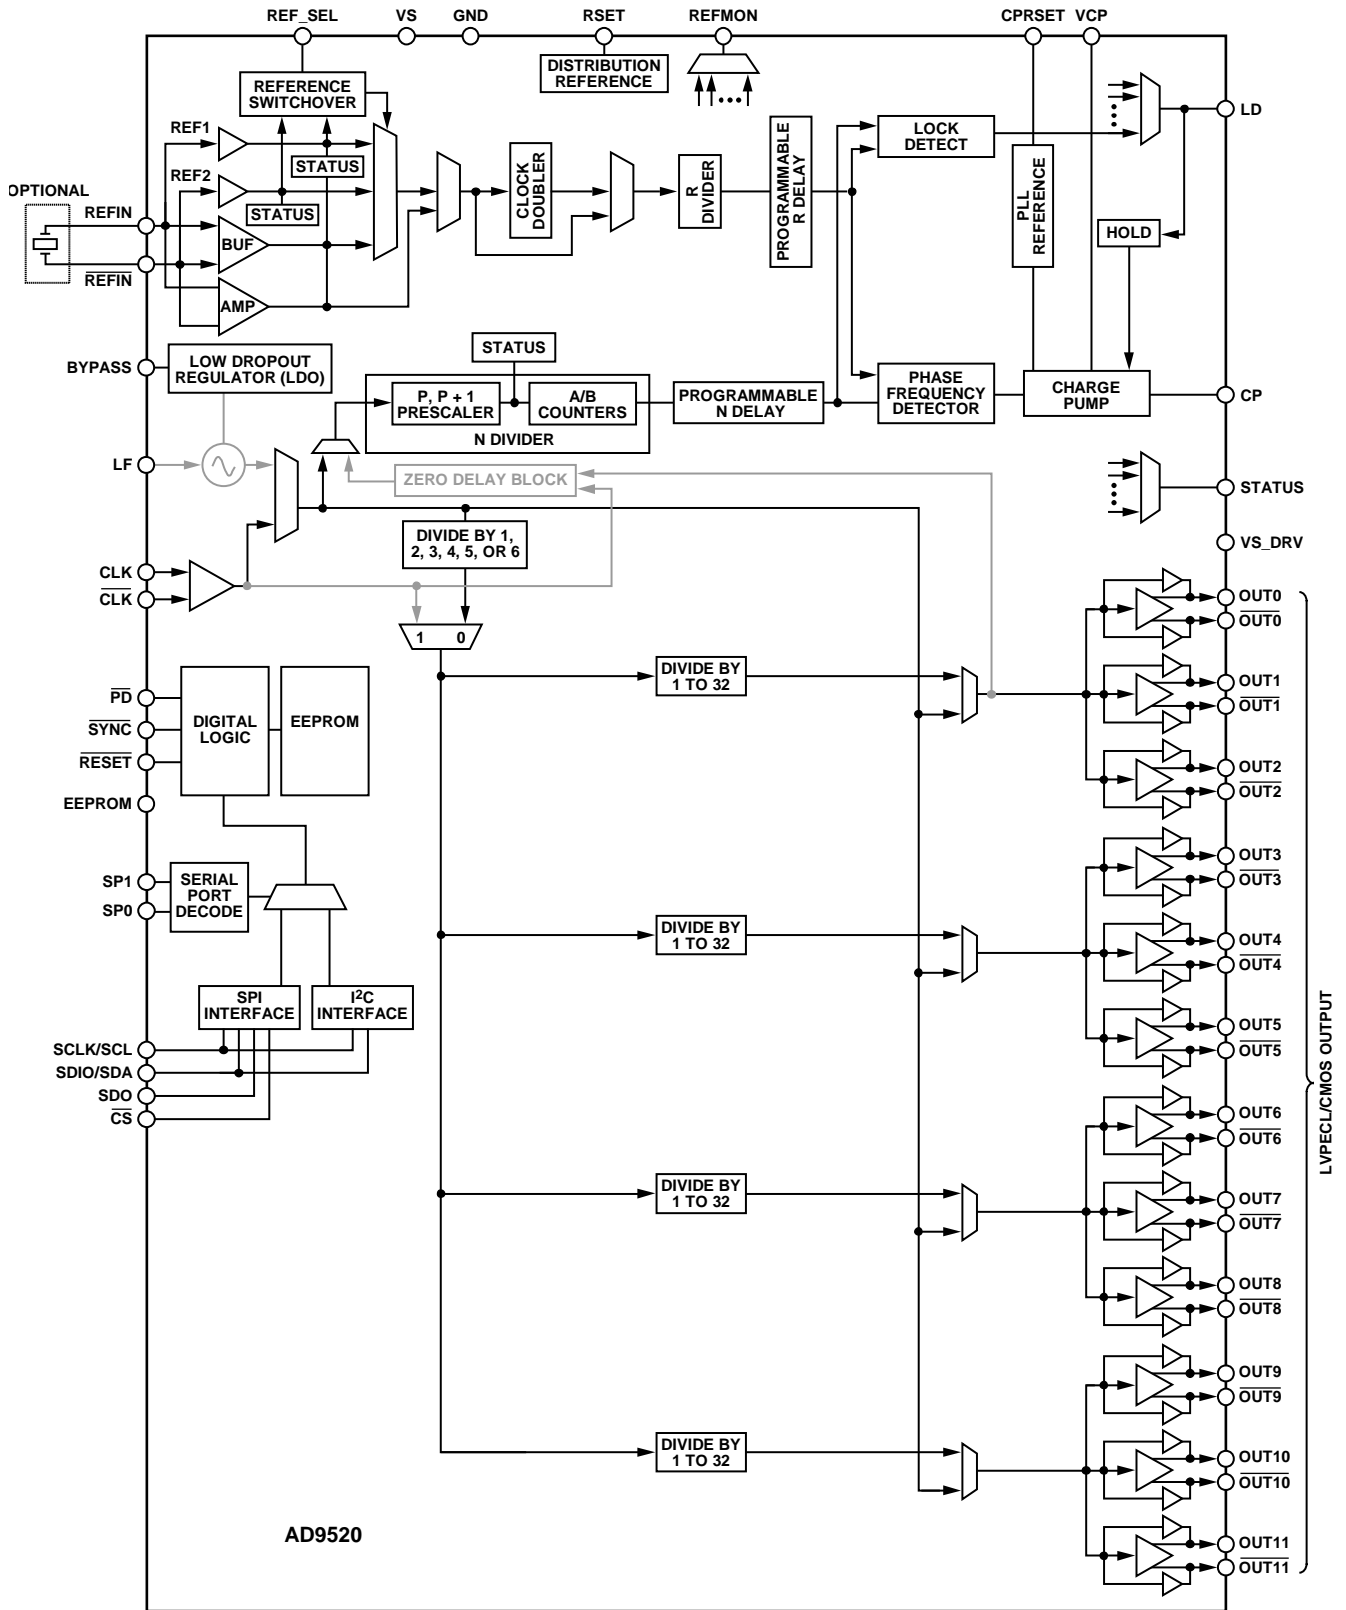 REF_SEL VS GND RSET REFMON CPRSET VCP
DISTRIBUTION
REFERENCE
REFERENCE
SWITCHOVER
REF1
STATUS
REF2
STATUS
OPTIONAL
REFIN
REFIN
BUF
AMP
CLOCK
DOUBLER
R
DIVIDER
PROGRAMMABLE
R DELAY
LOCK
DETECT
LD
PLL
REFERENCE
HOLD
BYPASS
LOW DROPOUT
REGULATOR (LDO)
STATUS
P, P + 1
PRESCALER
A/B
COUNTERS
N DIVIDER
PROGRAMMABLE
N DELAY
PHASE
FREQUENCY
DETECTOR
CHARGE
PUMP
CP
LF
ZERO DELAY BLOCK
STATUS
DIVIDE BY 1,
2, 3, 4, 5, OR 6
VS_DRV
CLK
CLK
1 0
OUT0
OUT0
DIVIDE BY
1 TO 32
OUT1
OUT1
OUT2
OUT2
PD
SYNC
RESET
EEPROM
DIGITAL
LOGIC
EEPROM
SP1
SP0
SERIAL
PORT
DECODE
OUT3
OUT3
DIVIDE BY
1 TO 32
OUT4
OUT4
OUT5
OUT5
SPI
INTERFACE
I²C
INTERFACE
SCLK/SCL
SDIO/SDA
SDO
CS
LVPECL/CMOS OUTPUT
OUT6
OUT6
DIVIDE BY
1 TO 32
OUT7
OUT7
OUT8
OUT8
OUT9
OUT9
DIVIDE BY
1 TO 32
OUT10
OUT10
OUT11
OUT11
AD9520